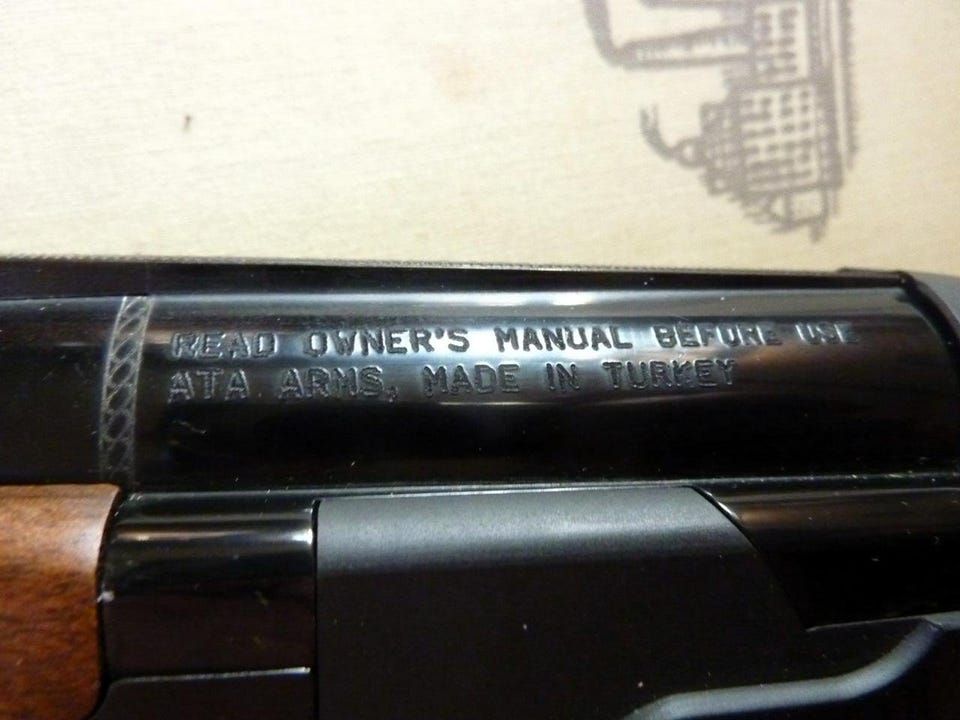 READ OWNER'S MANUAL BEFORE USE
ATA ARMS, MADE IN TURKEY